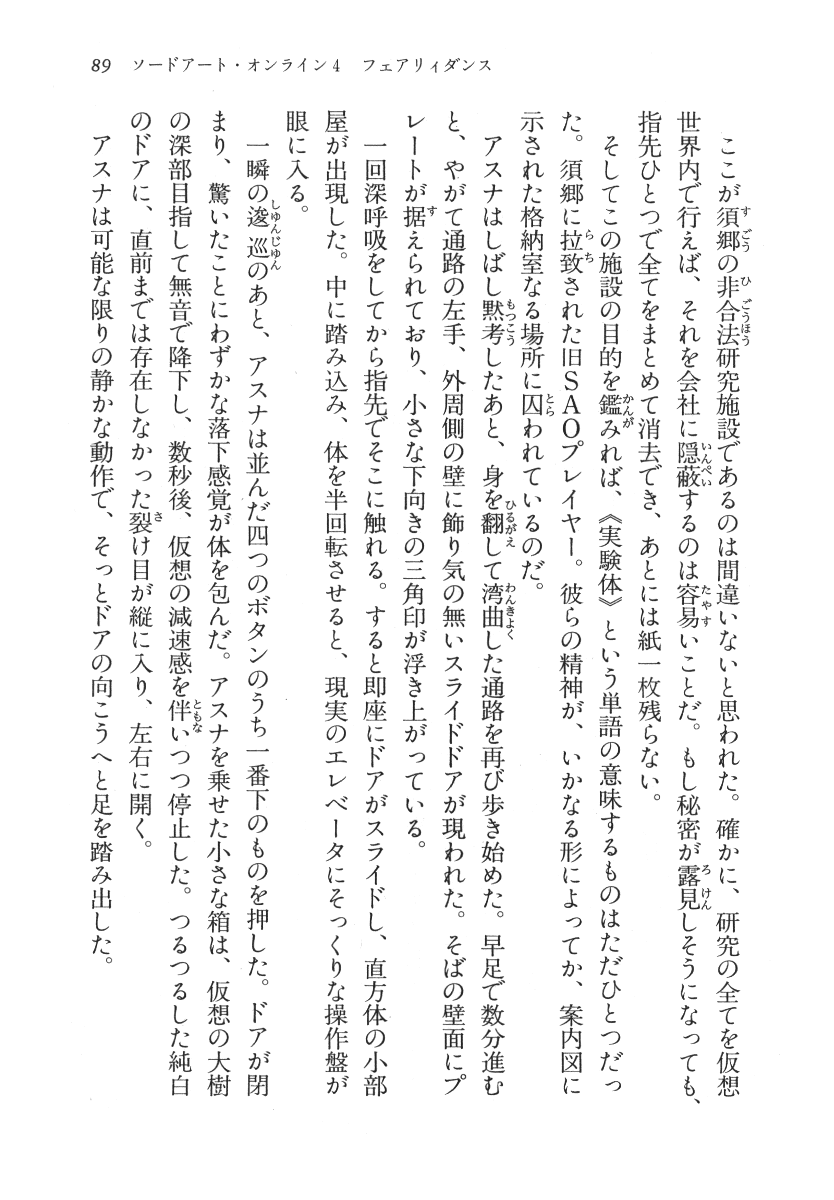 89　ソードアート・オンライン4　フェアリィダンス
　ここが須郷の非合法研究施設であるのは間違いないと思われた。確かに、研究の全てを仮想
世界内で行えば、それを会社に隠蔽するのは容易いことだ。もし秘密が露見しそうになっても、
指先ひとつで全てをまとめて消去でき、あとには紙一枚残らない。
　そしてこの施設の目的を鑑みれば、《実験体》という単語の意味するものはただひとつだっ
た。須郷に拉致された旧SAOプレイヤー。彼らの精神が、いかなる形によってか、案内図に
示された格納室なる場所に囚われているのだ。
　アスナはしばし黙考したあと、身を翻して湾曲した通路を再び歩き始めた。早足で数分進む
と、やがて通路の左手、外周側の壁に飾り気の無いスライドドアが現われた。そばの壁面にプ
レートが据えられており、小さな下向きの三角印が浮き上がっている。
　一回深呼吸をしてから指先でそこに触れる。すると即座にドアがスライドし、直方体の小部
屋が出現した。中に踏み込み、体を半回転させると、現実のエレベータにそっくりな操作盤が
眼に入る。
　一瞬の逡巡のあと、アスナは並んだ四つのボタンのうち一番下のものを押した。ドアが閉
まり、驚いたことにわずかな落下感覚が体を包んだ。アスナを乗せた小さな箱は、仮想の大樹
の深部目指して無音で降下し、数秒後、仮想の減速感を伴いつつ停止した。つるつるした純白
のドアに、直前までは存在しなかった裂け目が縦に入り、左右に開く。
　アスナは可能な限りの静かな動作で、そっとドアの向こうへと足を踏み出した。